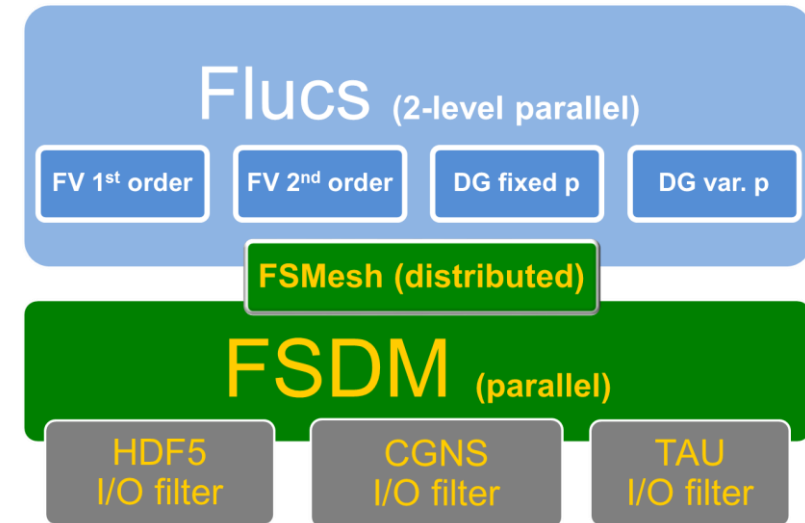 Flucs (2-level parallel)
FV 1st order
FV 2nd order
DG fixed p
DG var. p
FSMesh (distributed)
FSDM (parallel)
HDF5
I/O filter
CGNS
I/O filter
TAU
I/O filter